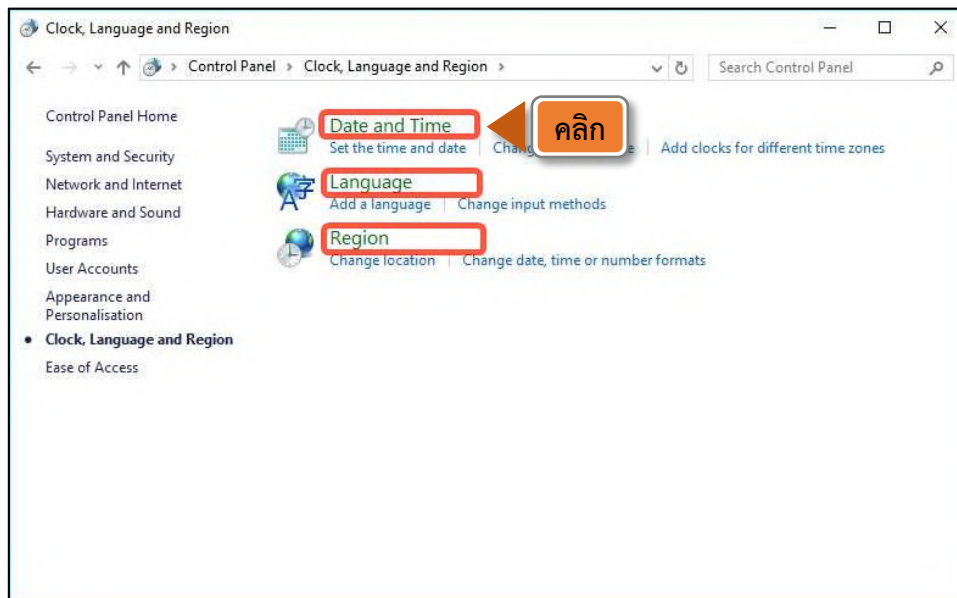 Clock, Language and Region
Control Panel > Clock, Language and Region >
Search Control Panel
Control Panel Home
System and Security
Network and Internet
Hardware and Sound
Programs
User Accounts
Appearance and
Personalisation
Clock, Language and Region
Ease of Access
Date and Time
คลิก
Set the time and date
Add clocks for different time zones
Language
Add a language
Change input methods
Region
Change location
Change date, time or number formats